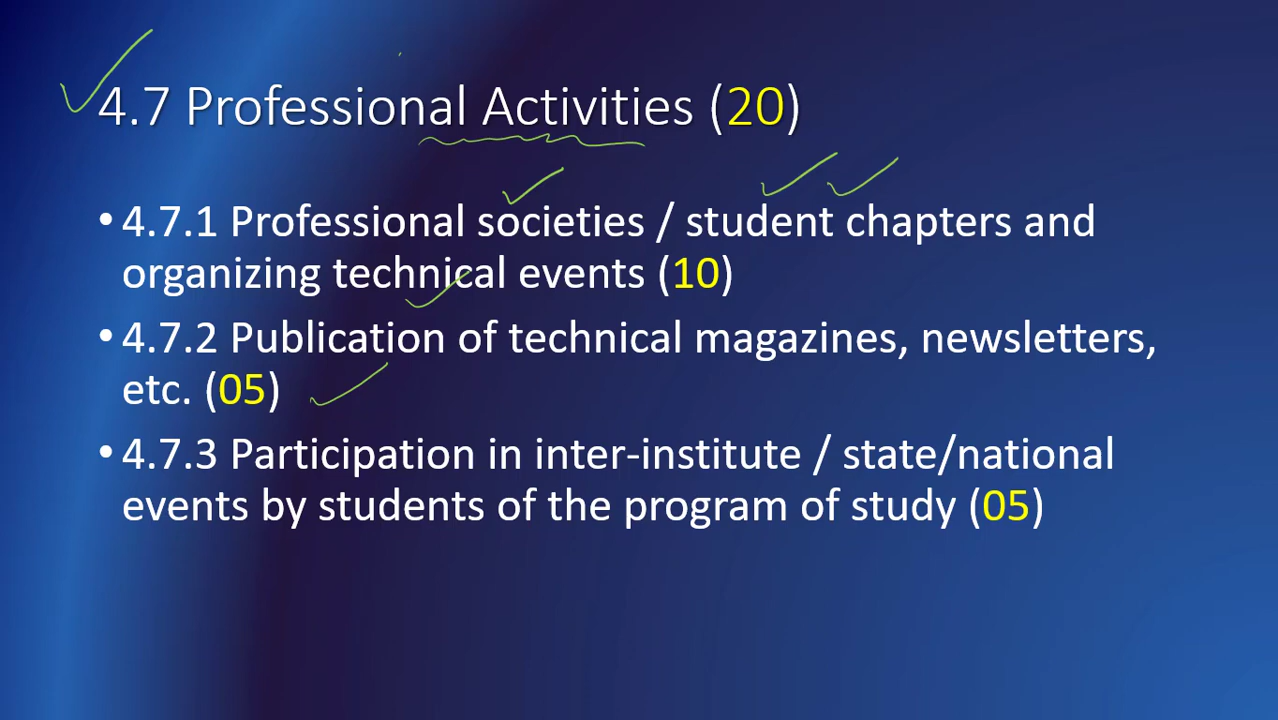 4.7 Professional Activities (20)
• 4.7.1 Professional societies / student chapters and
organizing technical events (10)
• 4.7.2 Publication of technical magazines, newsletters,
etc. (05)
• 4.7.3 Participation in inter-institute / state/national
events by students of the program of study (05)